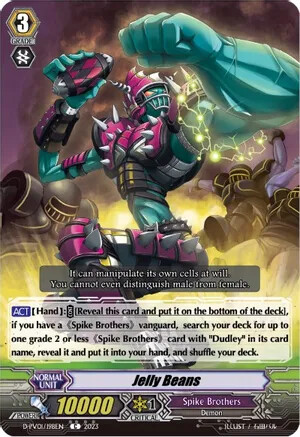 3
GRADE
It can manipulate its own cells at will.
You cannot even distinguish male from female.
ACT [Hand]: [Reveal this card and put it on the bottom of the deck],
if you have a 《Spike Brothers》 vanguard, search your deck for up
to one grade 2 or less 《Spike Brothers》 card with "Dudley" in its card
name, reveal it and put it into your hand, and shuffle your deck.
NORMAL UNIT
Jelly Beans
POWER 10000
1
CRITICAL
Spike Brothers
Demon
D-PV01/198EN C 2023
ILLUST